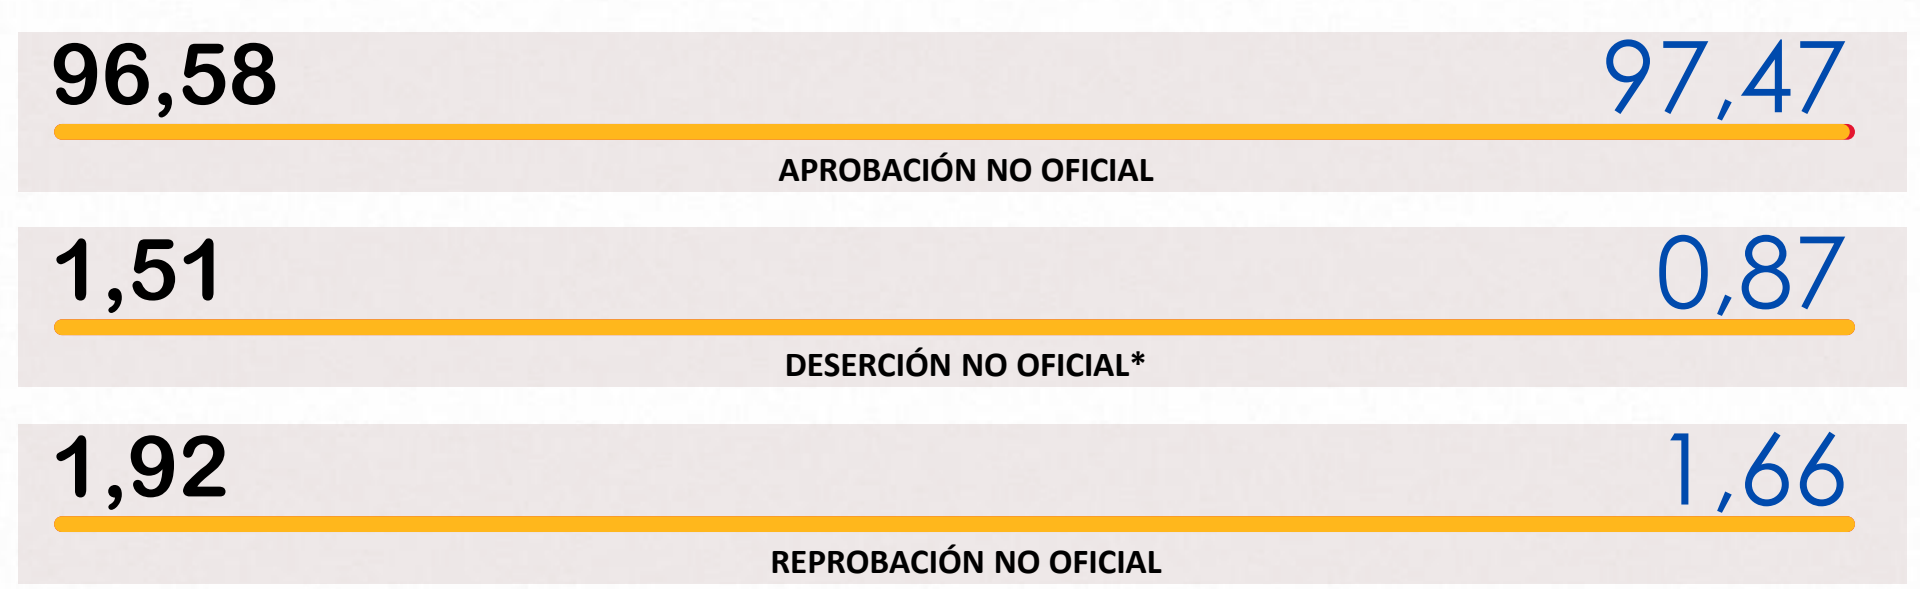 96,58 97,47
APROBACIÓN NO OFICIAL
1,51 0,87
DESERCIÓN NO OFICIAL*
1,92 1,66
REPROBACIÓN NO OFICIAL